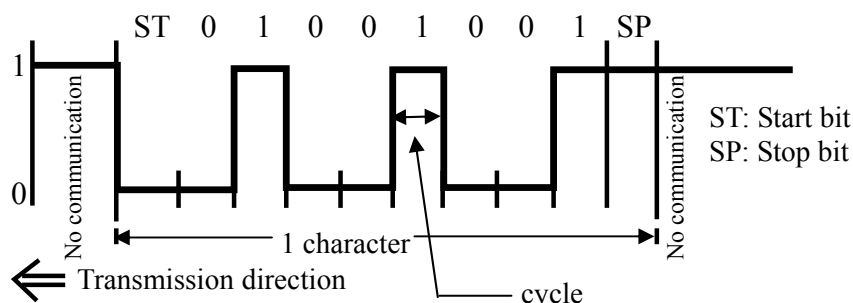 ST 0 1 0 0 1 0 0 1 SP
1
0
No communication
No communication
ST: Start bit
SP: Stop bit
1 character
Transmission direction
cycle